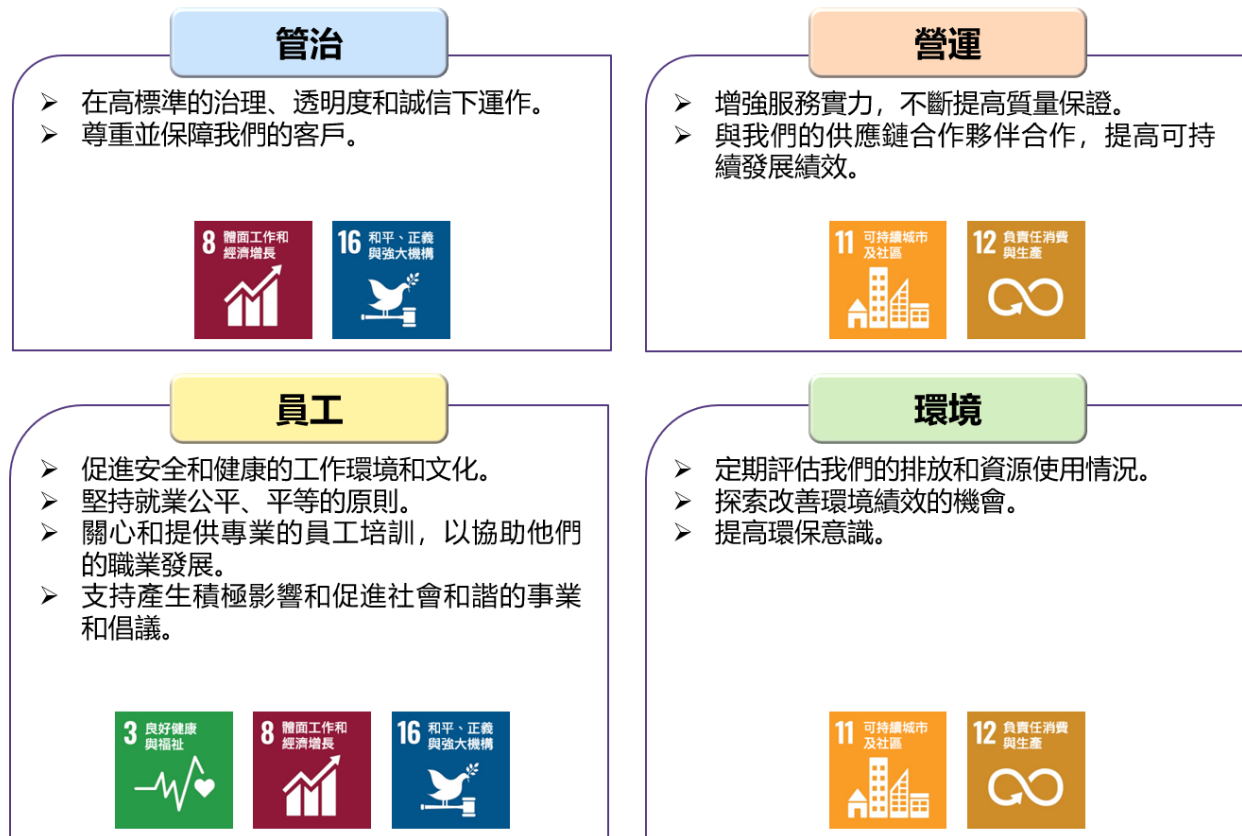 管治
➢ 在高標準的治理、透明度和誠信下運作。
➢ 尊重並保障我們的客戶。
8 體面工作和
經濟增長
16 和平、正義
與強大機構
營運
➢ 增強服務實力，不斷提高質量保證。
➢ 與我們的供應鏈合作夥伴合作，提高可持
續發展績效。
11 可持續城市
及社區
12 負責任消費
與生產
員工
➢ 促進安全和健康的工作環境和文化。
➢ 堅持就業公平、平等的原則。
➢ 關心和提供專業的員工培訓，以協助他們
的職業發展。
➢ 支持產生積極影響和促進社會和諧的事業
和倡議。
3 良好健康
與福祉
8 體面工作和
經濟增長
16 和平、正義
與強大機構
環境
➢ 定期評估我們的排放和資源使用情況。
➢ 探索改善環境績效的機會。
➢ 提高環保意識。
11 可持續城市
及社區
12 負責任消費
與生產